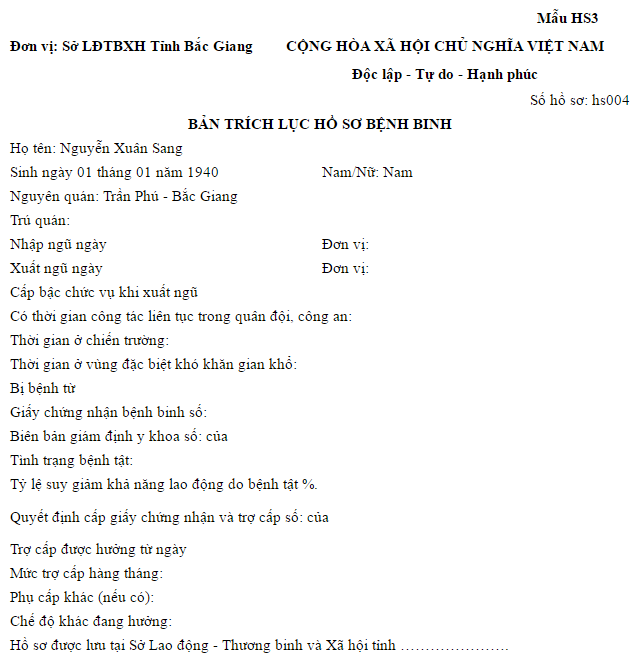 Mẫu HS3
Đơn vị: Sở LĐTBXH Tỉnh Bắc Giang CỘNG HÒA XÃ HỘI CHỦ NGHĨA VIỆT NAM
Độc lập - Tự do - Hạnh phúc
Số hồ sơ: hs004
BẢN TRÍCH LỤC HỒ SƠ BỆNH BINH
Họ tên: Nguyễn Xuân Sang
Sinh ngày 01 tháng 01 năm 1940 Nam/Nữ: Nam
Nguyên quán: Trần Phú - Bắc Giang
Trú quán:
Nhập ngũ ngày Đơn vị:
Xuất ngũ ngày Đơn vị:
Cấp bậc chức vụ khi xuất ngũ
Có thời gian công tác liên tục trong quân đội, công an:
Thời gian ở chiến trường:
Thời gian ở vùng đặc biệt khó khăn gian khổ:
Bị bệnh từ
Giấy chứng nhận bệnh binh số:
Biên bản giám định y khoa số: của
Tình trạng bệnh tật:
Tỷ lệ suy giảm khả năng lao động do bệnh tật %.
Quyết định cấp giấy chứng nhận và trợ cấp số: của
Trợ cấp được hưởng từ ngày
Mức trợ cấp hàng tháng:
Phụ cấp khác (nếu có):
Chế độ khác đang hưởng:
Hồ sơ được lưu tại Sở Lao động - Thương binh và Xã hội tỉnh ………………….